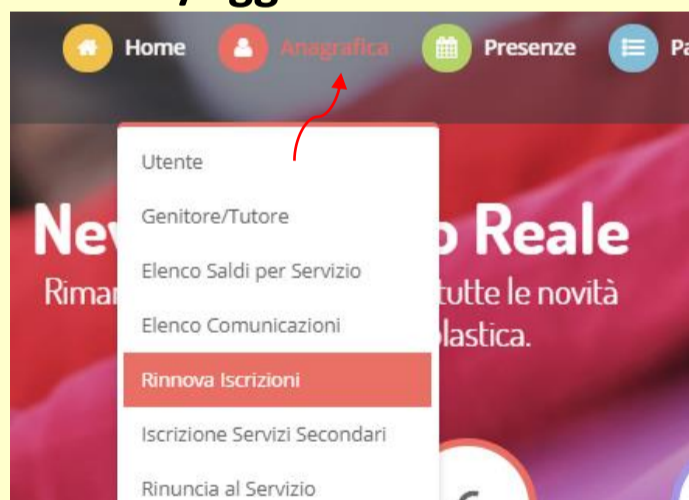 Home Anagrafica Presenze
Utente
Genitore/Tutore
Elenco Saldi per Servizio
Elenco Comunicazioni
Rinnova Iscrizioni
Iscrizione Servizi Secondari
Rinuncia al Servizio
Reale
tutte le novità